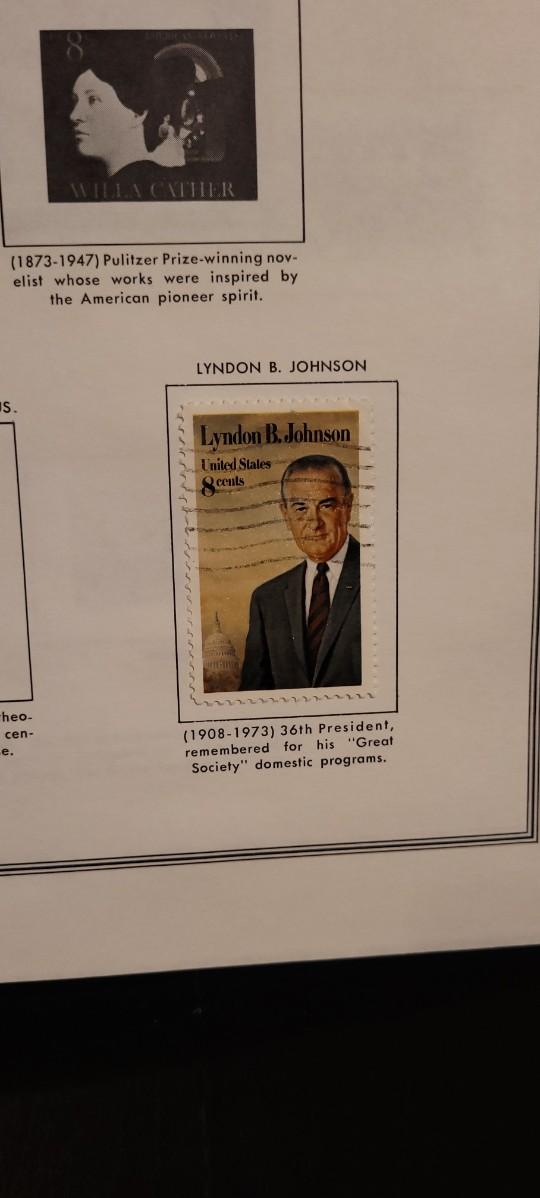 8
WILLA CATHER
(1873-1947) Pulitzer Prize-winning nov-
elist whose works were inspired by
the American pioneer spirit.
LYNDON B. JOHNSON
US.
Lyndon B. Johnson
United States
8 cents
(1908-1973) 36th President,
remembered for his "Great
Society" domestic programs.
heo-
cen-
e.